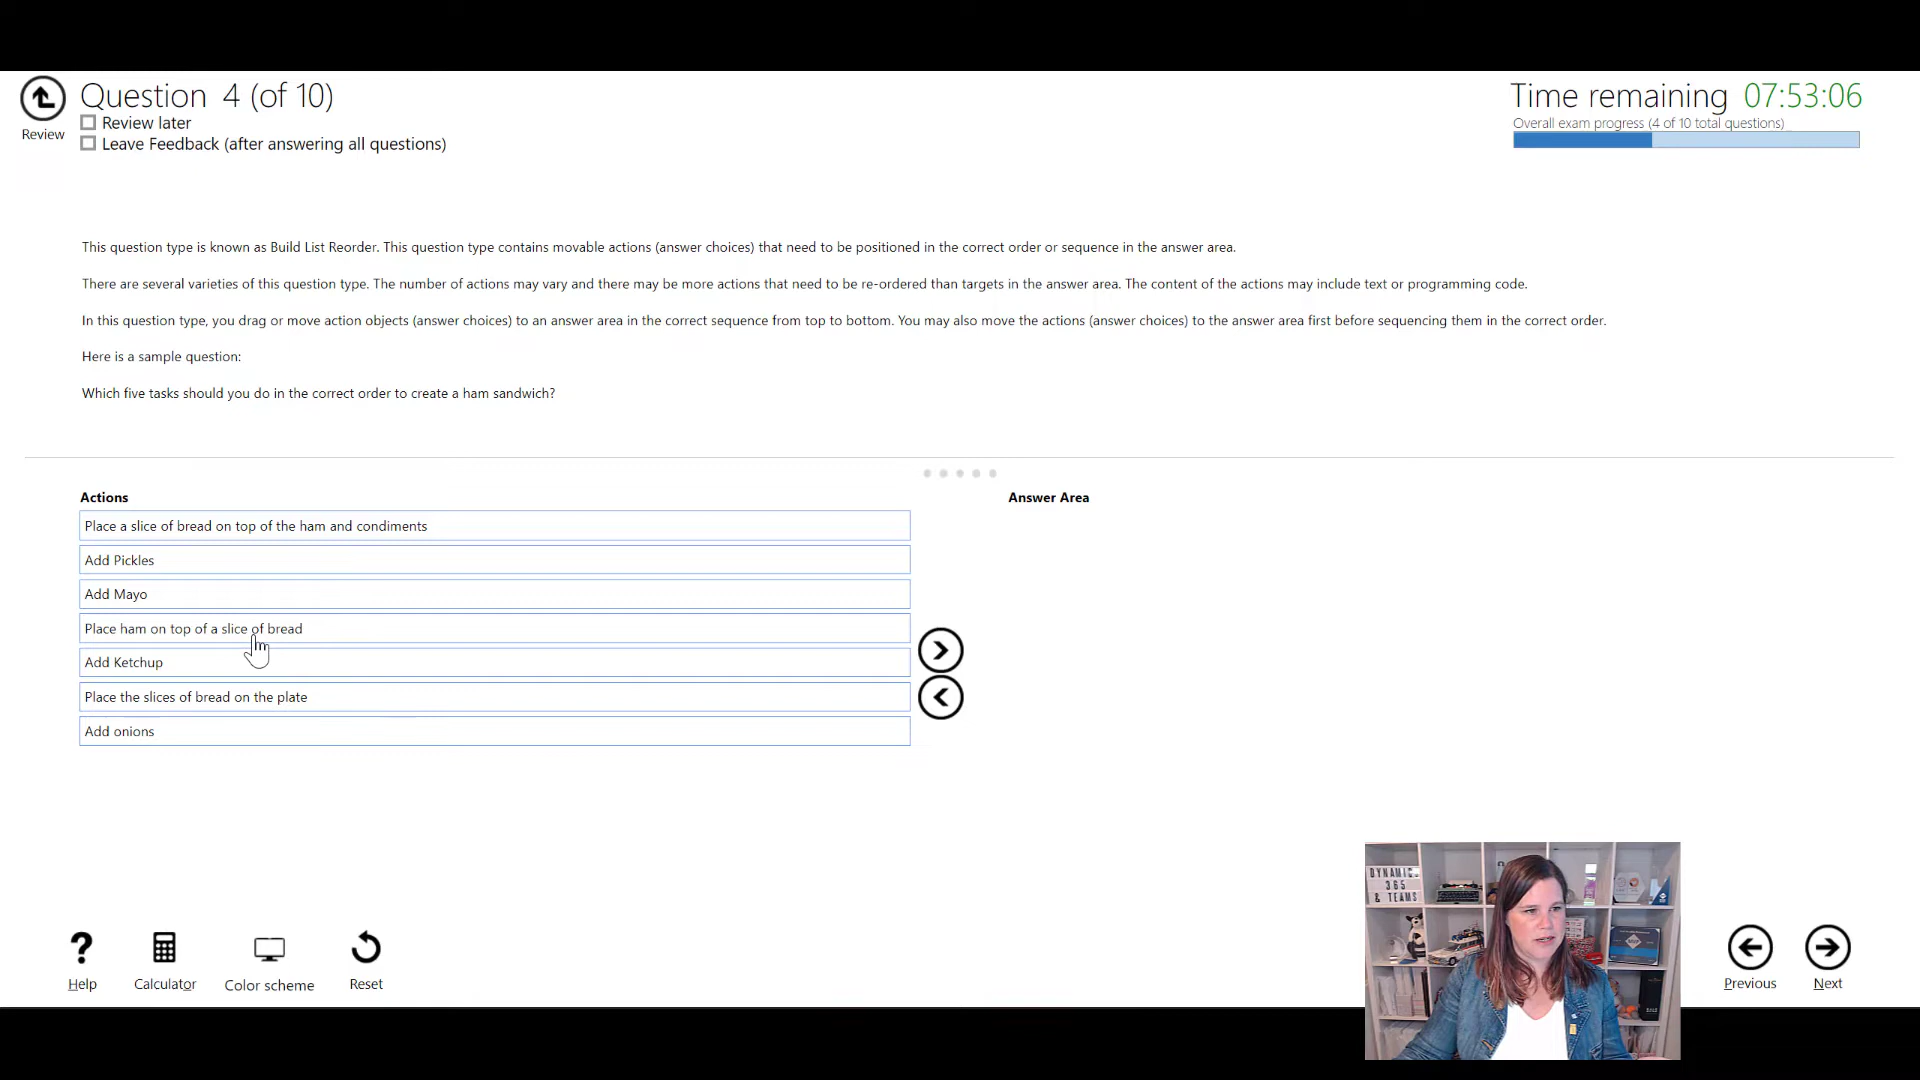 Review
Question 4 (of 10)
Review later
Leave Feedback (after answering all questions)
Time remaining 07:53:06
Overall exam progress (4 of 10 total questions)
This question type is known as Build List Reorder. This question type contains movable actions (answer choices) that need to be positioned in the correct order or sequence in the answer area.
There are several varieties of this question type. The number of actions may vary and there may be more actions that need to be re-ordered than targets in the answer area. The content of the actions may include text or programming code.
In this question type, you drag or move action objects (answer choices) to an answer area in the correct sequence from top to bottom. You may also move the actions (answer choices) to the answer area first before sequencing them in the correct order.
Here is a sample question:
Which five tasks should you do in the correct order to create a ham sandwich?
Actions
Place a slice of bread on top of the ham and condiments
Add Pickles
Add Mayo
Place ham on top of a slice of bread
Add Ketchup
Place the slices of bread on the plate
Add onions
Answer Area
Help
Calculator
Color scheme
Reset
DYNAMIC
365
& TEAMS
Previous
Next